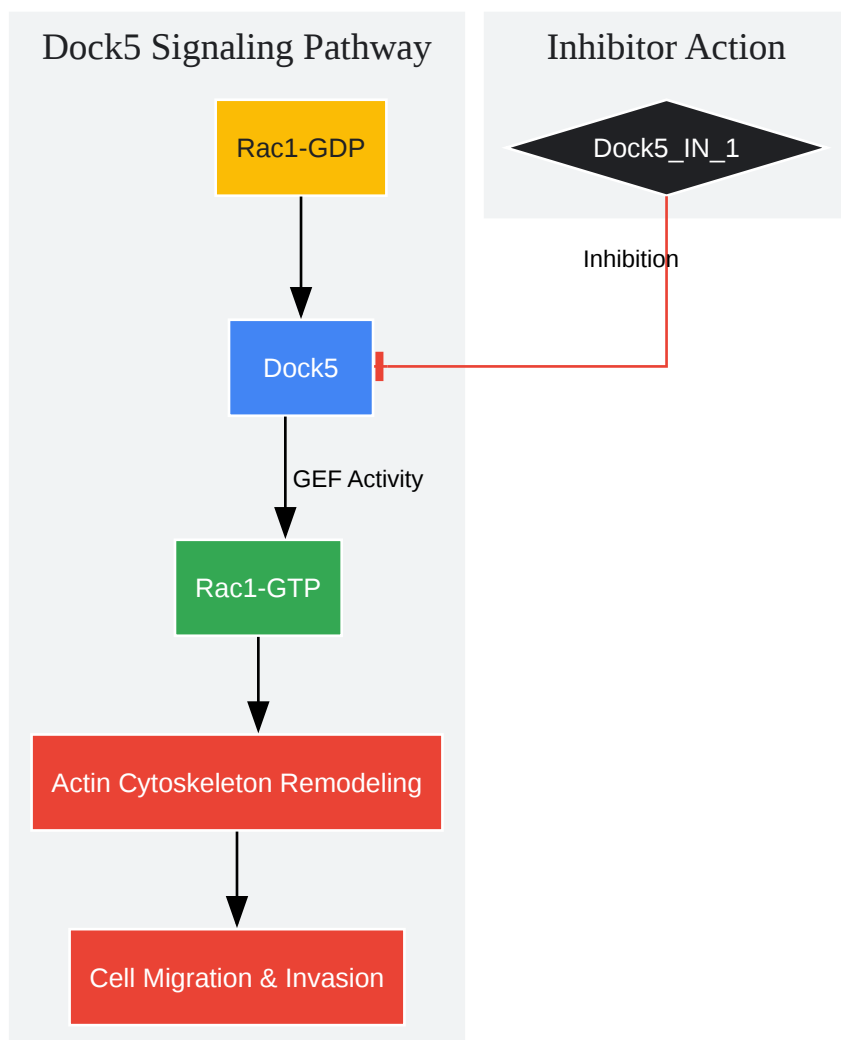 Dock5 Signaling Pathway
Inhibitor Action
Rac1-GDP
Dock5_IN_1
Inhibition
Dock5
GEF Activity
Rac1-GTP
Actin Cytoskeleton Remodeling
Cell Migration & Invasion